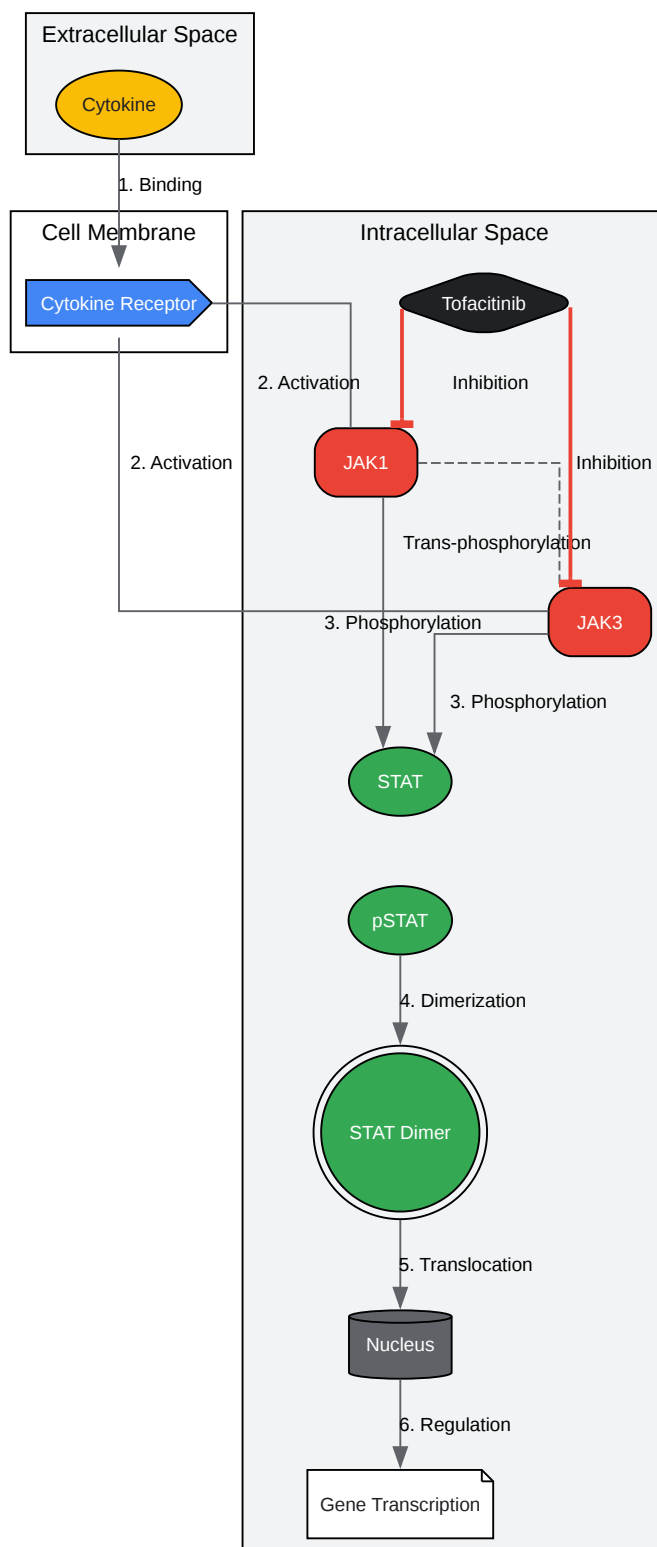 Extracellular Space
Cytokine
1. Binding
Cell Membrane
Intracellular Space
Cytokine Receptor
Tofacitinib
2. Activation
Inhibition
2. Activation
JAK1
Inhibition
Trans-phosphorylation
3. Phosphorylation
JAK3
3. Phosphorylation
STAT
pSTAT
4. Dimerization
STAT Dimer
5. Translocation
Nucleus
6. Regulation
Gene Transcription